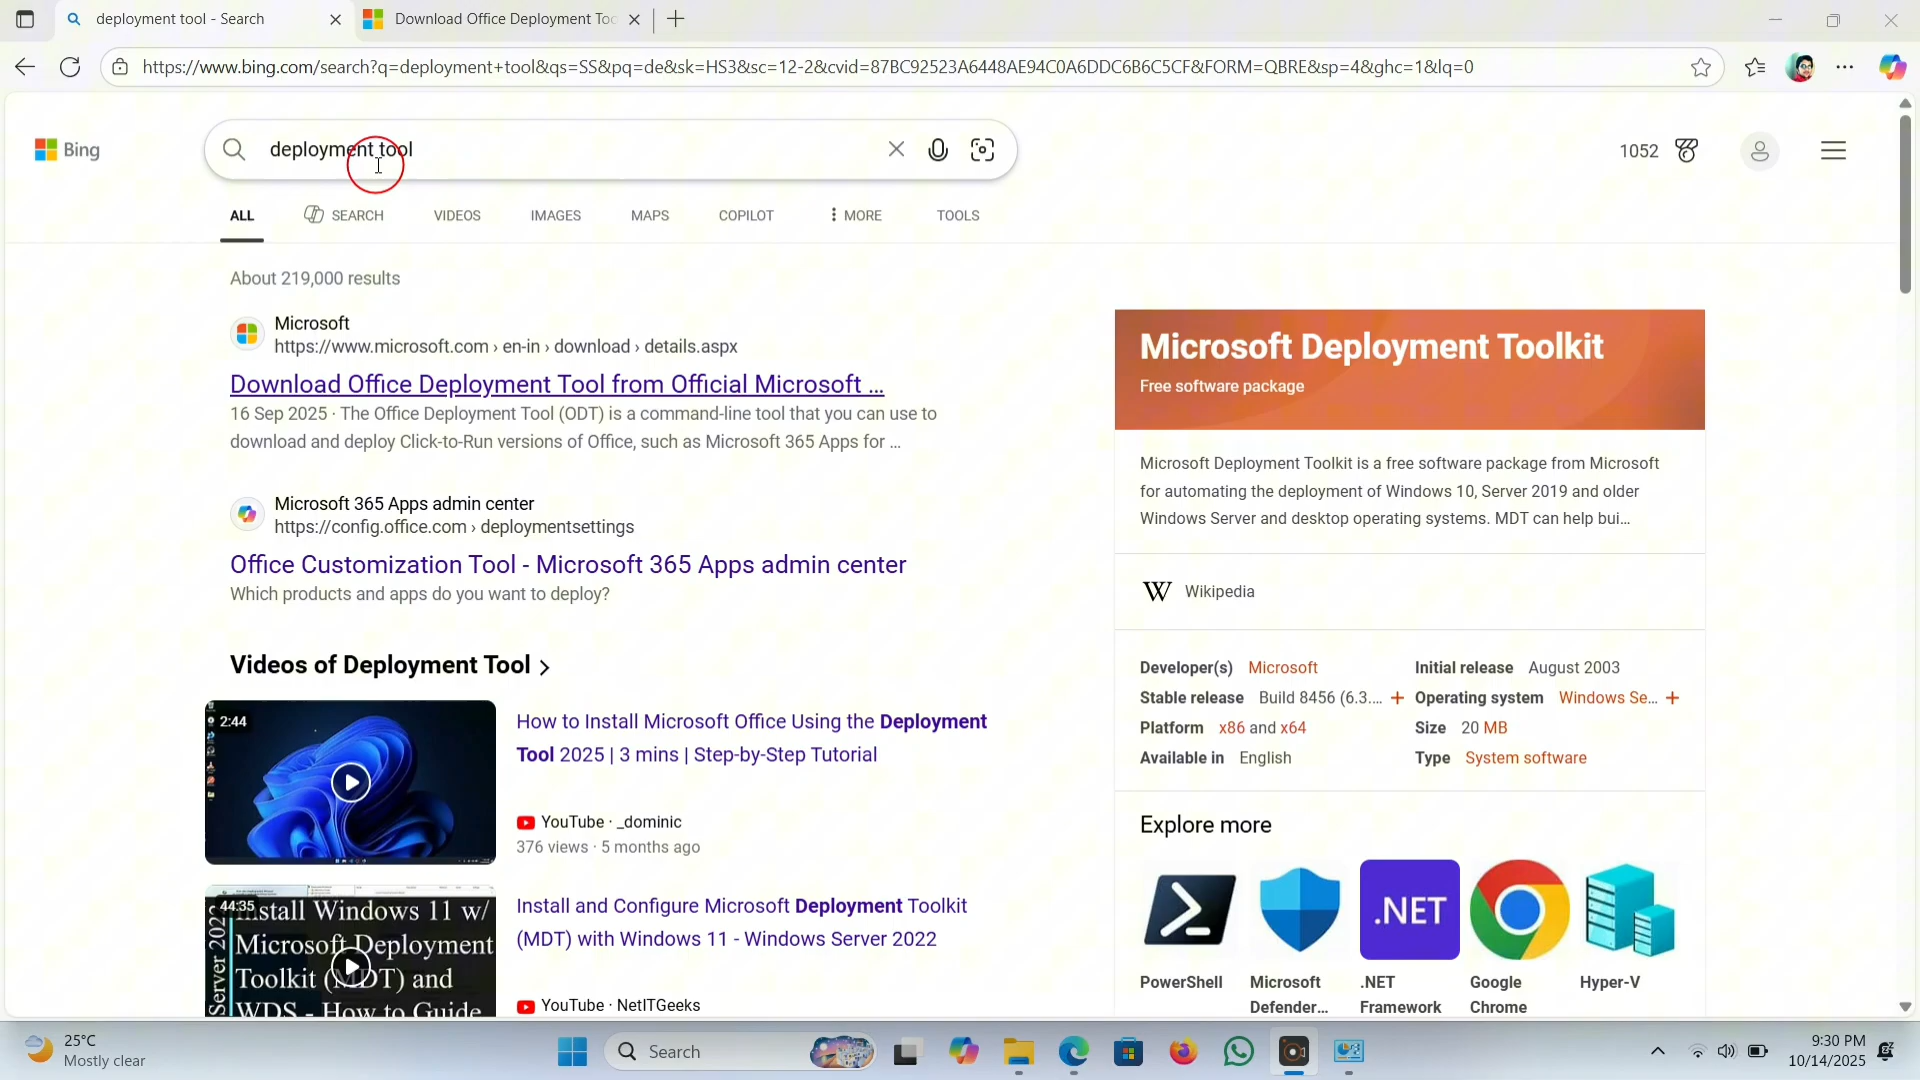 deployment tool - Search
Download Office Deployment Too
https://www.bing.com/search?q=deployment+tool&qs=SS&pq=de&sk=HS3&sc=12-2&cvid=87BC92523A6448AE94C0A6DDC6B6C5CF&FORM=QBRE&sp=4&ghc=1&lq=0
Bing
deployment tool
1052
ALL SEARCH VIDEOS IMAGES MAPS COPILOT MORE TOOLS
About 219,000 results
Microsoft
https://www.microsoft.com › en-in › download › details.aspx
Download Office Deployment Tool from Official Microsoft ...
16 Sep 2025 · The Office Deployment Tool (ODT) is a command-line tool that you can use to
download and deploy Click-to-Run versions of Office, such as Microsoft 365 Apps for ...
Microsoft 365 Apps admin center
https://config.office.com › deploymentsettings
Office Customization Tool - Microsoft 365 Apps admin center
Which products and apps do you want to deploy?
Videos of Deployment Tool
2:44
How to Install Microsoft Office Using the Deployment
Tool 2025 | 3 mins | Step-by-Step Tutorial
YouTube · _dominic
376 views · 5 months ago
44:35
Install Windows 11 w/
Microsoft Deployment
Toolkit (MDT) and
WDS - How to Guide
Server 2022
Install and Configure Microsoft Deployment Toolkit
(MDT) with Windows 11 - Windows Server 2022
YouTube · NetITGeeks
Microsoft Deployment Toolkit
Free software package
Microsoft Deployment Toolkit is a free software package from Microsoft
for automating the deployment of Windows 10, Server 2019 and older
Windows Server and desktop operating systems. MDT can help bui...
W Wikipedia
Developer(s) Microsoft Initial release August 2003
Stable release Build 8456 (6.3.... + Operating system Windows Se... +
Platform x86 and x64 Size 20 MB
Available in English Type System software
Explore more
.NET
PowerShell Microsoft .NET Google Hyper-V
Defender... Framework Chrome
25°C
Mostly clear
Search
9:30 PM
10/14/2025